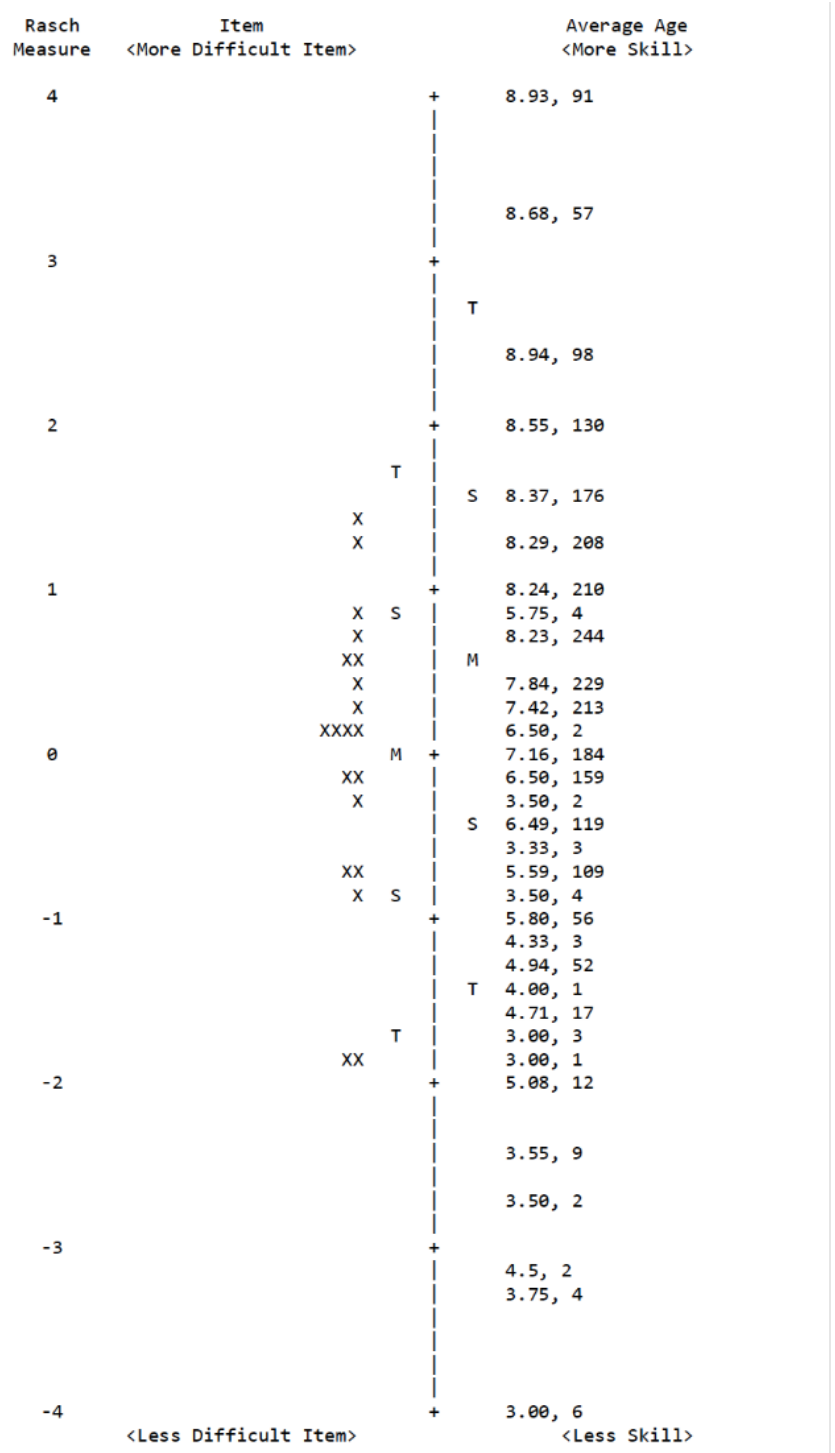 Rasch Item Average Age
Measure <More Difficult Item> <More Skill>
4 + 8.93, 91
|
|
|
|
| 8.68, 57
|
3 +
|
| T
|
| 8.94, 98
|
|
2 + 8.55, 130
|
T |
| S 8.37, 176
X |
X | 8.29, 208
|
1 + 8.24, 210
X S | 5.75, 4
X | 8.23, 244
XX | M
X | 7.84, 229
X | 7.42, 213
XXXX | 6.50, 2
0 M + 7.16, 184
XX | 6.50, 159
X | 3.50, 2
| S 6.49, 119
| 3.33, 3
XX | 5.59, 109
X S | 3.50, 4
-1 + 5.80, 56
| 4.33, 3
| 4.94, 52
| T 4.00, 1
| 4.71, 17
T | 3.00, 3
XX | 3.00, 1
-2 + 5.08, 12
|
|
| 3.55, 9
|
| 3.50, 2
|
-3 +
| 4.5, 2
| 3.75, 4
|
|
|
|
-4 + 3.00, 6
<Less Difficult Item> <Less Skill>